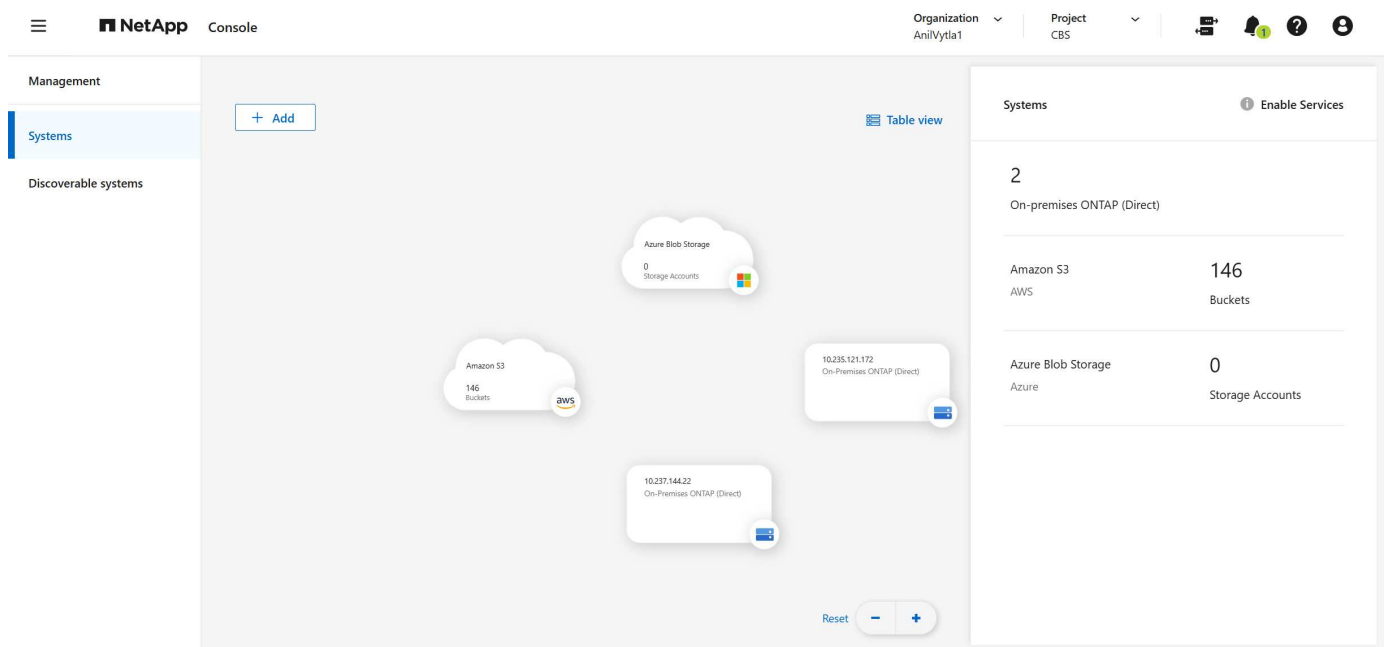 NetApp Console
Organization
AnilVytla1
Project
CBS
1
Management
Systems
Discoverable systems
+ Add
Table view
Azure Blob Storage
0
Storage Accounts
Amazon S3
146
Buckets
aws
10.235.121.172
On-Premises ONTAP (Direct)
10.237.144.22
On-Premises ONTAP (Direct)
Reset
Systems
Enable Services
2
On-premises ONTAP (Direct)
Amazon S3
AWS
146
Buckets
Azure Blob Storage
Azure
0
Storage Accounts